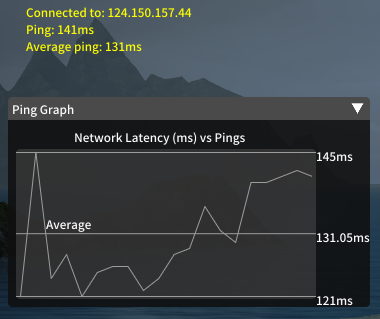 Connected to: 124.150.157.44
Ping: 141ms
Average ping: 131ms
Ping Graph
Network Latency (ms) vs Pings
145ms
Average
131.05ms
121ms